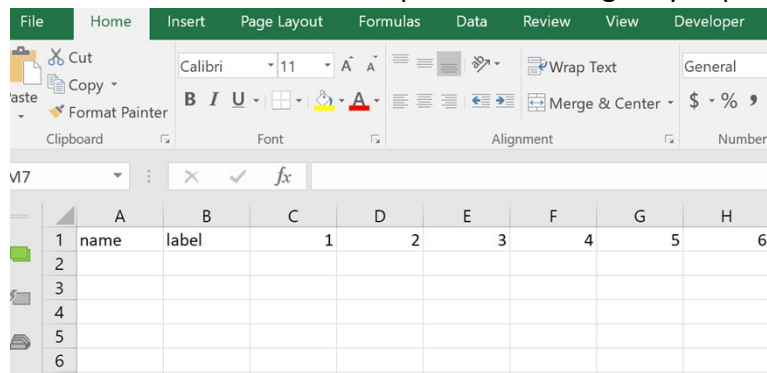 File Home Insert Page Layout Formulas Data Review View Developer
Cut
Calibri 11 A A Wrap Text General
Copy
Paste
Format Painter B I U A Merge & Center $ % ,
Clipboard Font Alignment Number
M7 fx
A B C D E F G H
1 name label 1 2 3 4 5 6
2
3
4
5
6